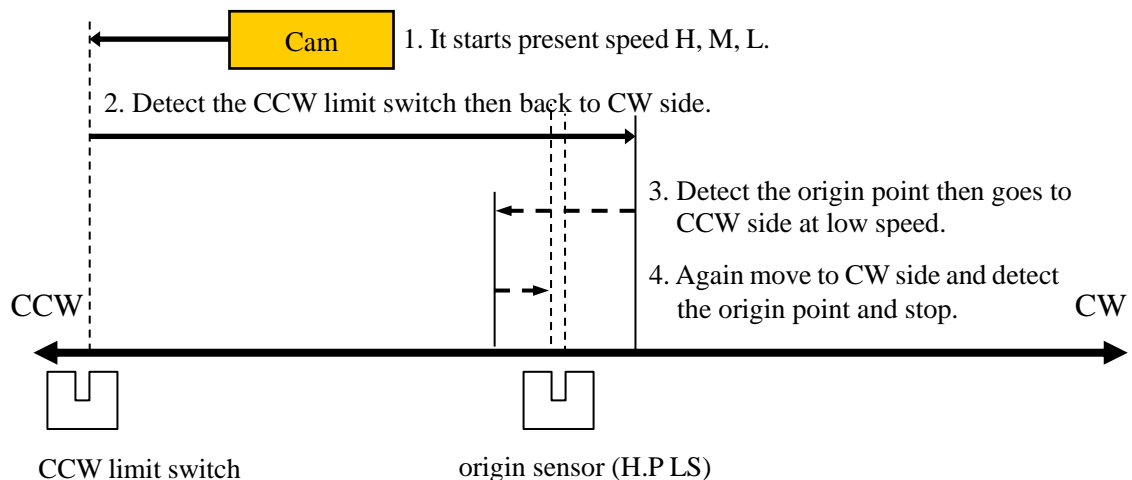 Cam
1. It starts present speed H, M, L.
2. Detect the CCW limit switch then back to CW side.
3. Detect the origin point then goes to
CCW side at low speed.
4. Again move to CW side and detect
the origin point and stop.
CCW
CW
CCW limit switch
origin sensor (H.P LS)